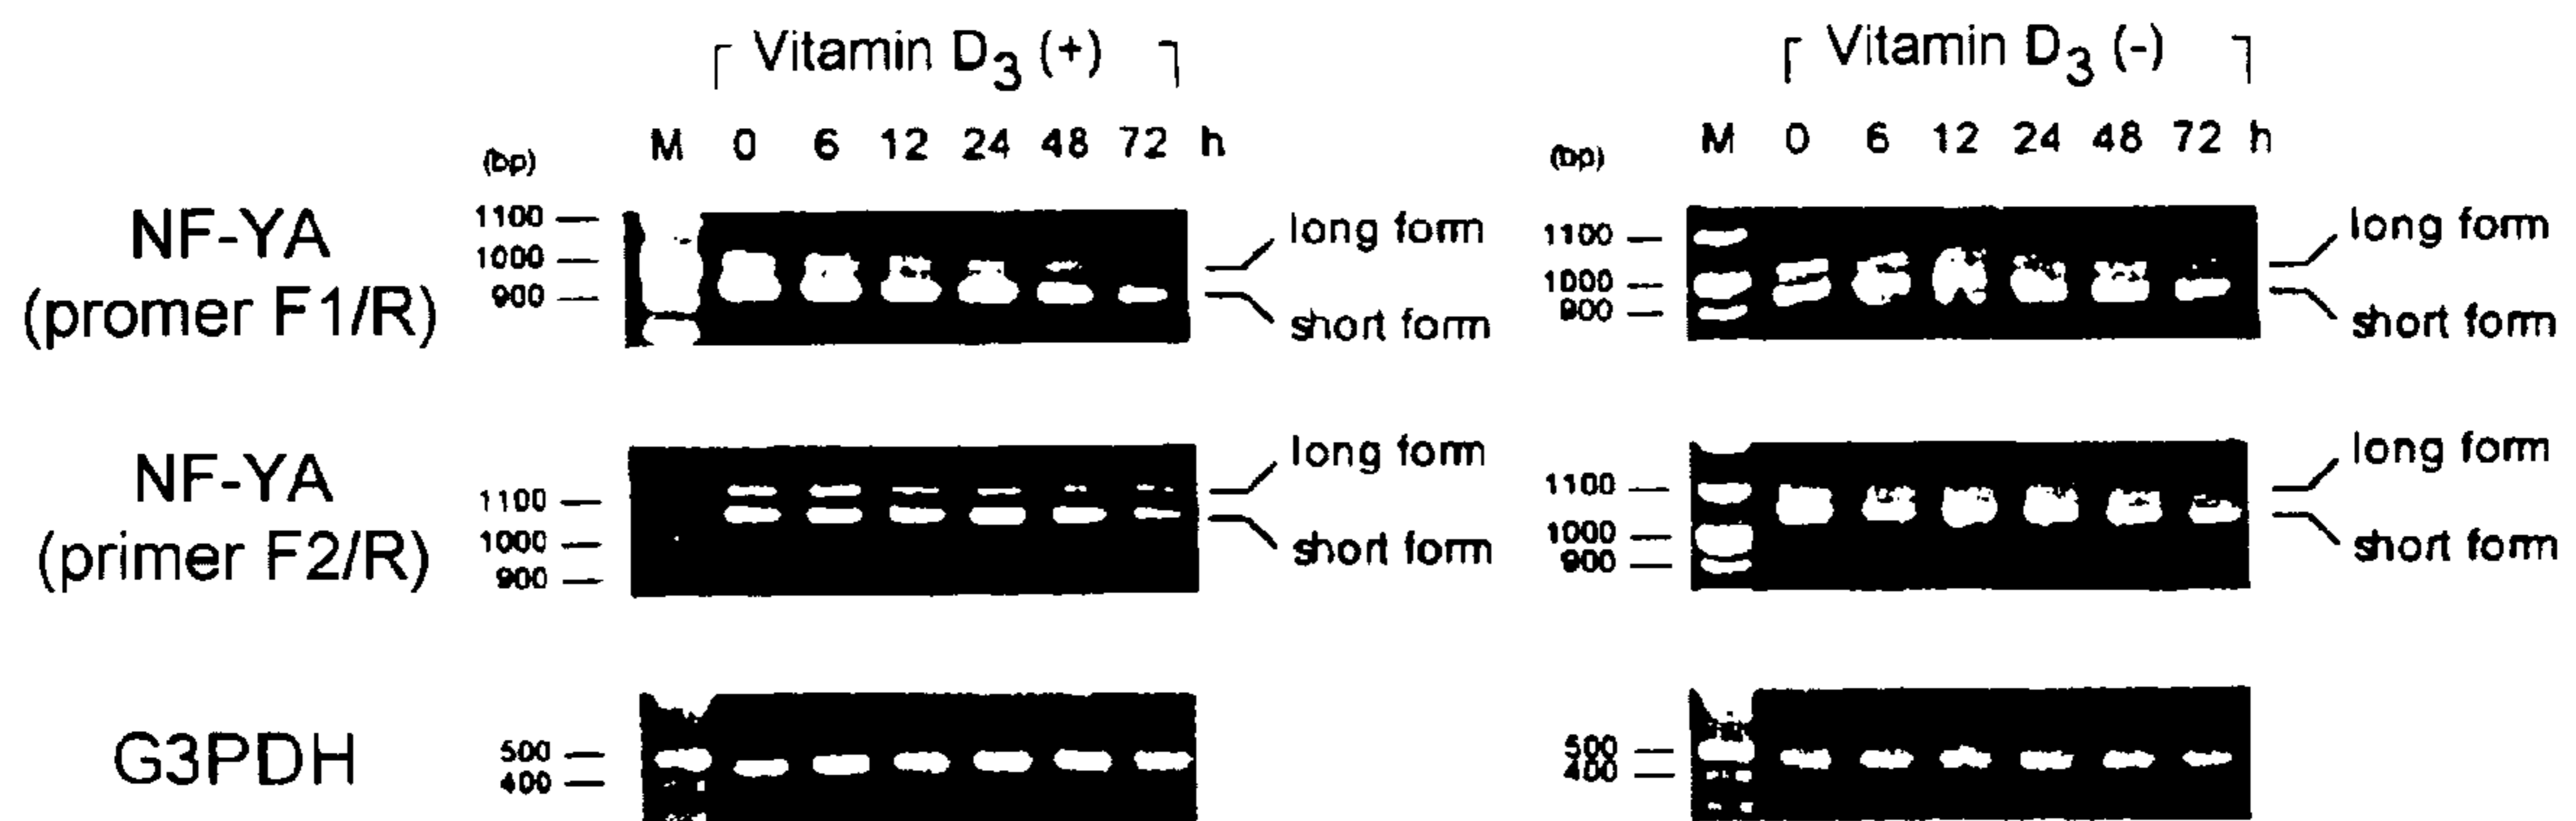 Vitamin D3 (+)
Vitamin D3 (-)
(bp) M 0 6 12 24 48 72 h
(bp) M 0 6 12 24 48 72 h
NF-YA
(promer F1/R)
1100
1000
900
long form
short form
1100
1000
900
long form
short form
NF-YA
(primer F2/R)
1100
1000
900
long form
short form
1100
1000
900
long form
short form
G3PDH
500
400
500
400